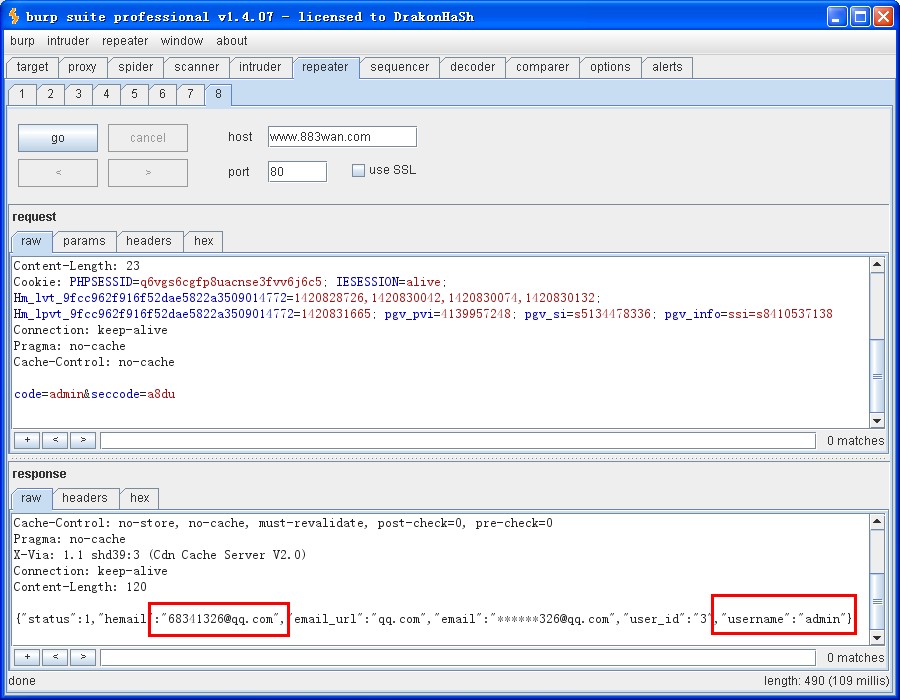 burp suite professional v1.4.07 - licensed to DrakonHaSh
burp intruder repeater window about
target proxy spider scanner intruder repeater sequencer decoder comparer options alerts
1 2 3 4 5 6 7 8
go cancel host www.883wan.com
< > port 80 use SSL
request
raw params headers hex
Content-Length: 23
Cookie: PHPSESSID=q6vgs6cgfp8uacnse3fvv6j6c5; IESESSION=alive;
Hm_lvt_9fcc962f916f52dae5822a3509014772=1420828726,1420830042,1420830074,1420830132;
Hm_lpvt_9fcc962f916f52dae5822a3509014772=1420831665; pgv_pvi=4139957248; pgv_si=s5134478336; pgv_info=ssi=s8410537138
Connection: keep-alive
Pragma: no-cache
Cache-Control: no-cache
code=admin&seccode=a8du
+ < > 0 matches
response
raw headers hex
Cache-Control: no-store, no-cache, must-revalidate, post-check=0, pre-check=0
Pragma: no-cache
X-Via: 1.1 shd39:3 (Cdn Cache Server V2.0)
Connection: keep-alive
Content-Length: 120
{"status":1,"hemail":"68341326@qq.com","email_url":"qq.com","email":"******326@qq.com","user_id":"3","username":"admin"}
+ < > 0 matches
done length: 490 (109 millis)